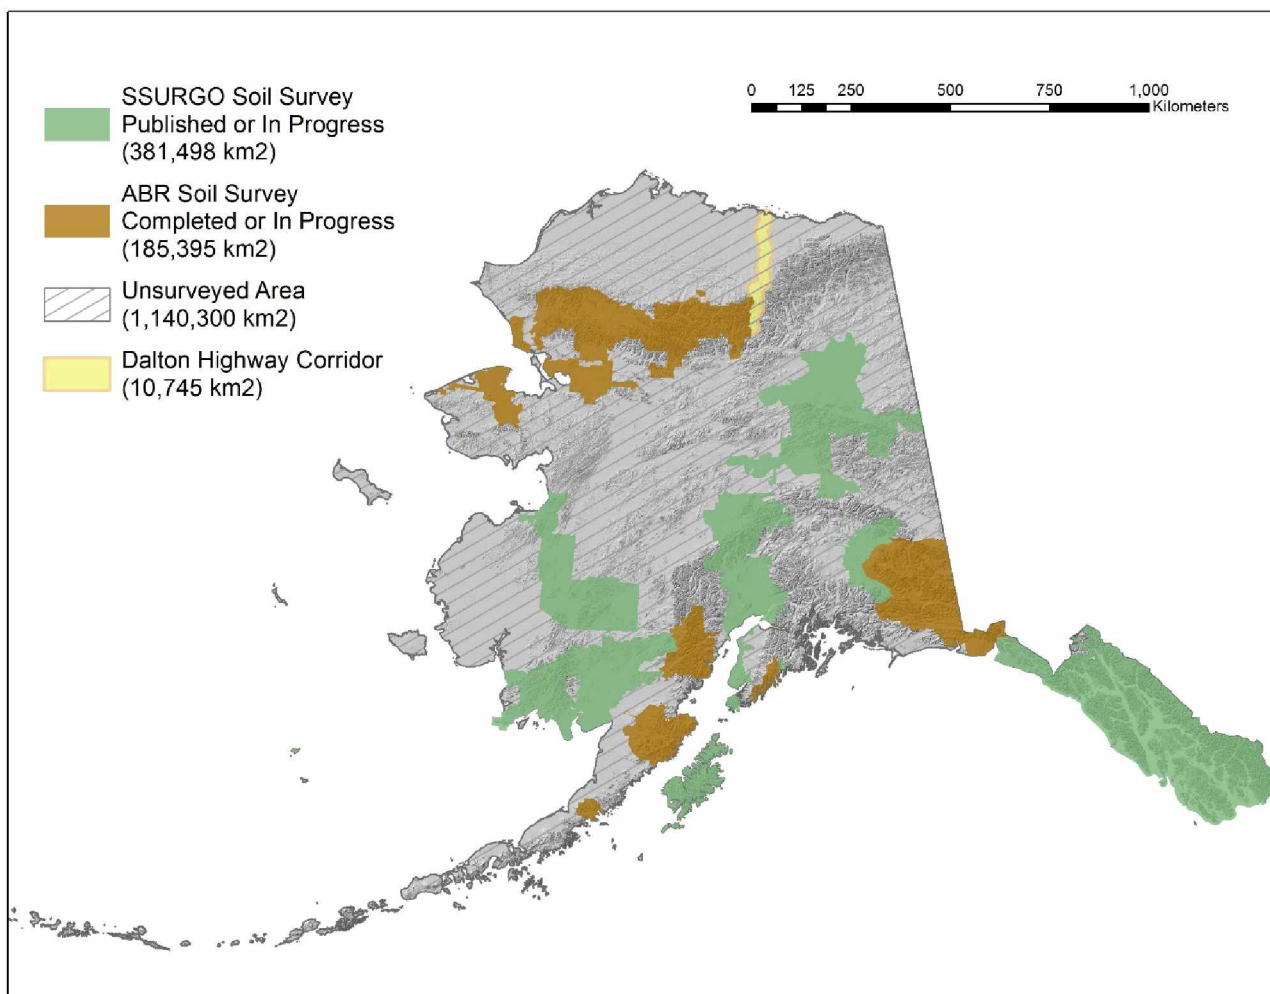 SSURGO Soil Survey
Published or In Progress
(381,498 km2)
ABR Soil Survey
Completed or In Progress
(185,395 km2)
Unsurveyed Area
(1,140,300 km2)
Dalton Highway Corridor
(10,745 km2)
0 125 250 500 750 1,000
Kilometers